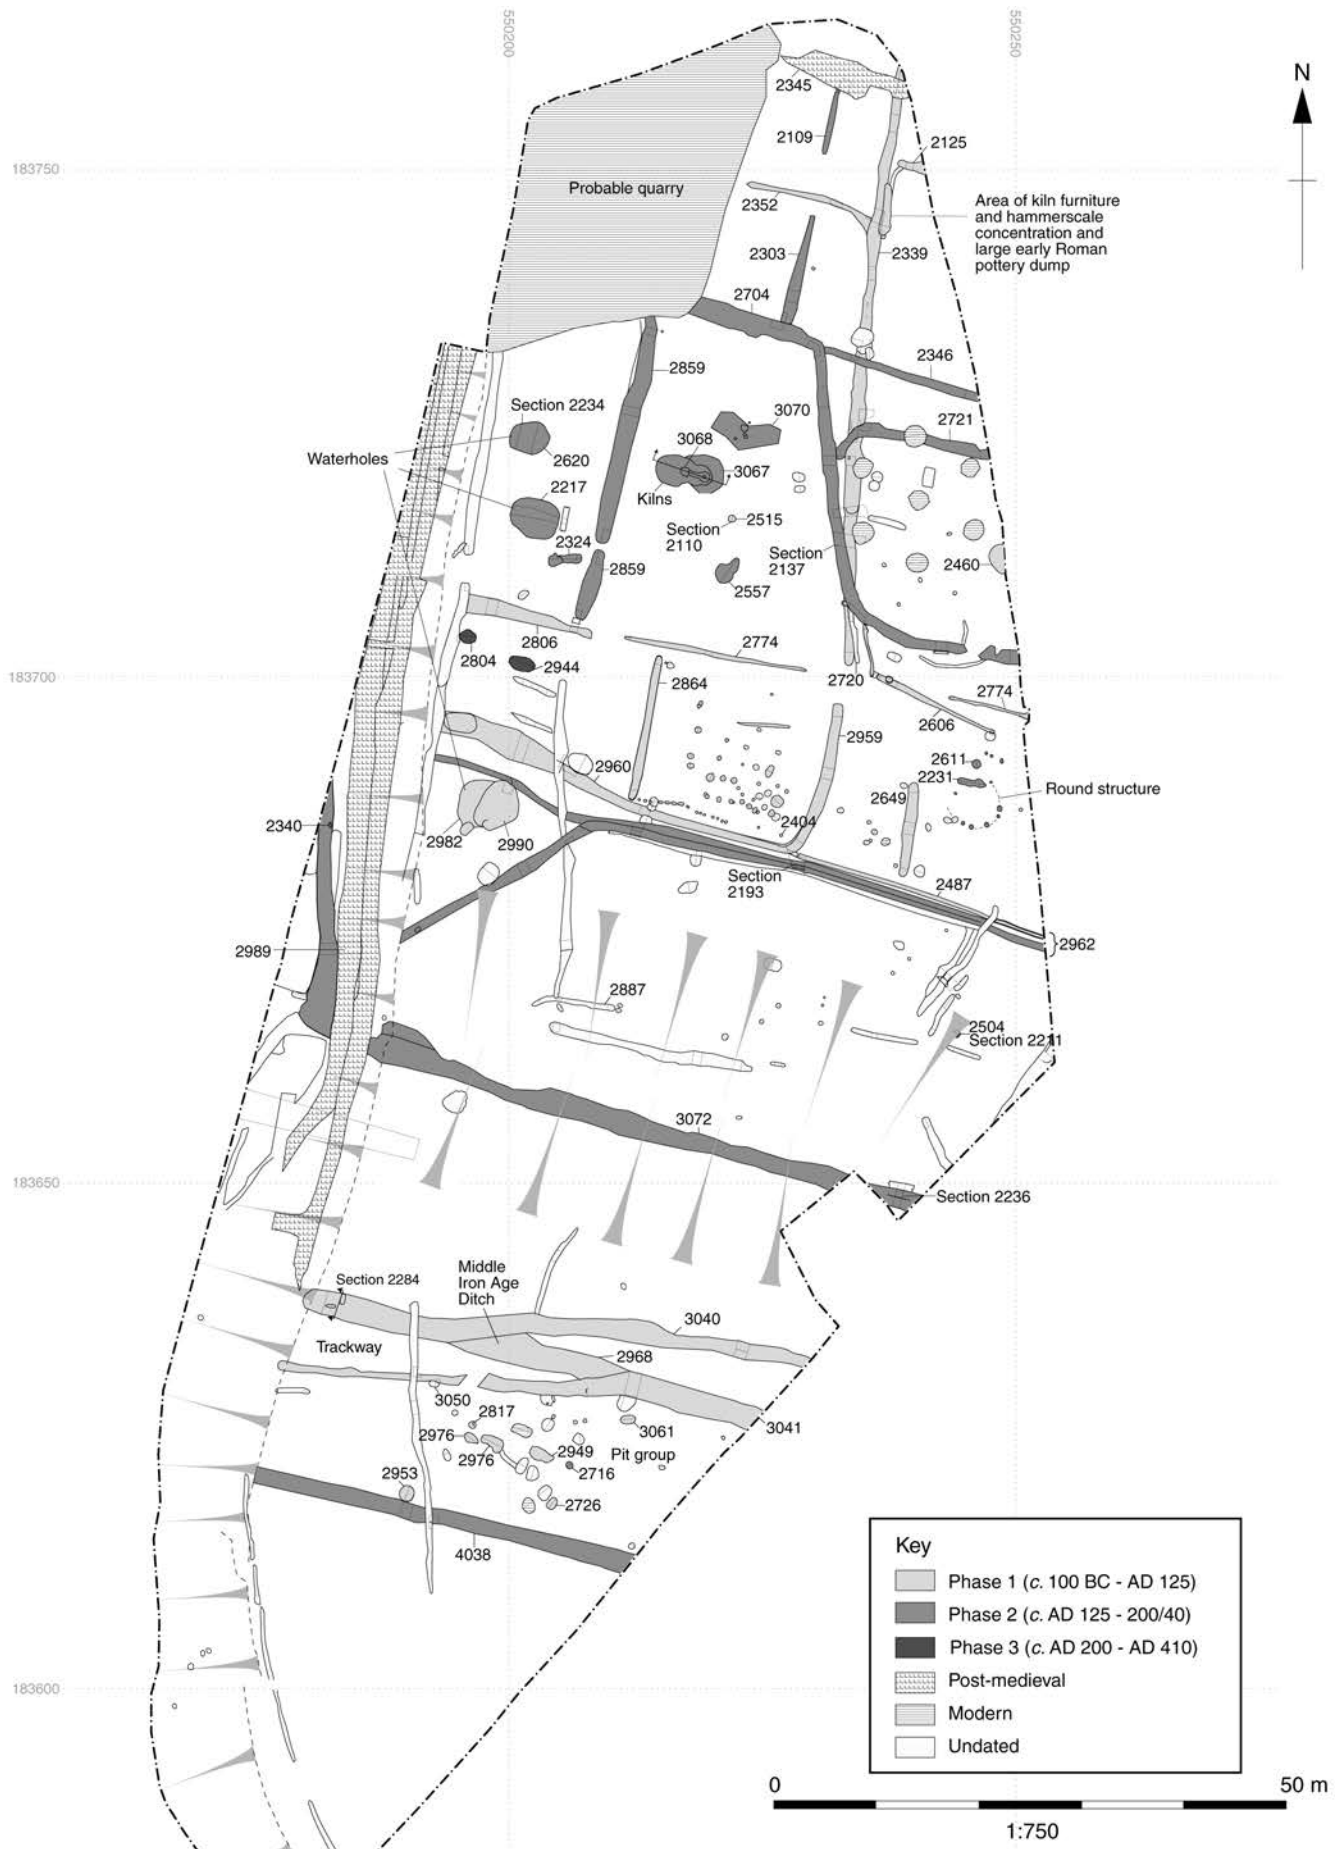 550200
550250
N
2345
2109
2125
183750
Probable quarry
2352
Area of kiln furniture
and hammerscale
concentration and
large early Roman
pottery dump
2303
2339
2704
2346
2859
Section 2234
3070
2721
3068
Waterholes
2620
3067
2217
Kilns
2515
Section
2110
2324
Section
2137
2460
2859
2557
2806
2774
2804
2944
183700
2864
2720
2774
2606
2959
2611
2960
2231
2649
Round structure
2340
2404
2982
2990
Section
2193
2487
2962
2989
2887
2504
Section 2211
3072
183650
Section 2236
Middle
Iron Age
Ditch
Section 2284
3040
Trackway
2968
3050
2817
3061
3041
2976
2976
2949
Pit group
2953
2716
2726
4038
Key
Phase 1 (c. 100 BC - AD 125)
Phase 2 (c. AD 125 - 200/40)
Phase 3 (c. AD 200 - AD 410)
183600
Post-medieval
Modern
Undated
0
50 m
1:750